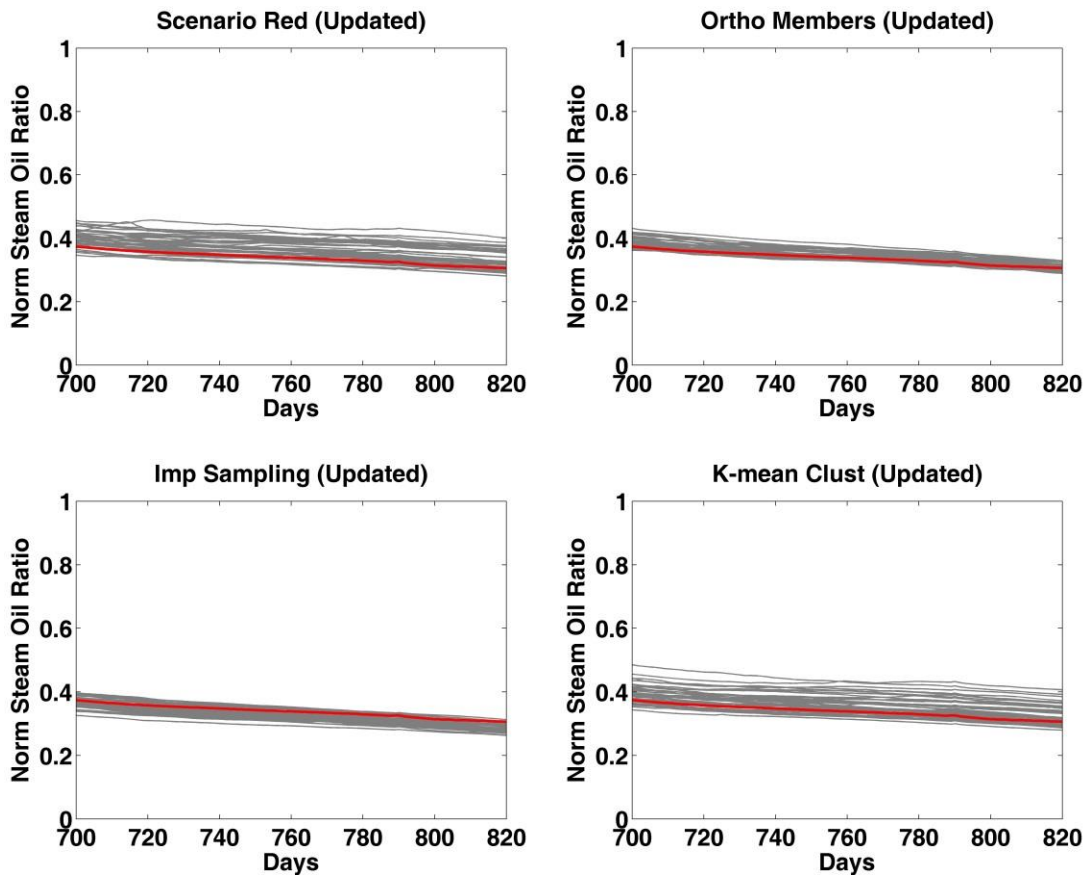 Scenario Red (Updated)
1
0.8
0.6
0.4
0.2
0
Norm Steam Oil Ratio
700 720 740 760 780 800 820
Days
Ortho Members (Updated)
1
0.8
0.6
0.4
0.2
0
Norm Steam Oil Ratio
700 720 740 760 780 800 820
Days
Imp Sampling (Updated)
1
0.8
0.6
0.4
0.2
0
Norm Steam Oil Ratio
700 720 740 760 780 800 820
Days
K-mean Clust (Updated)
1
0.8
0.6
0.4
0.2
0
Norm Steam Oil Ratio
700 720 740 760 780 800 820
Days